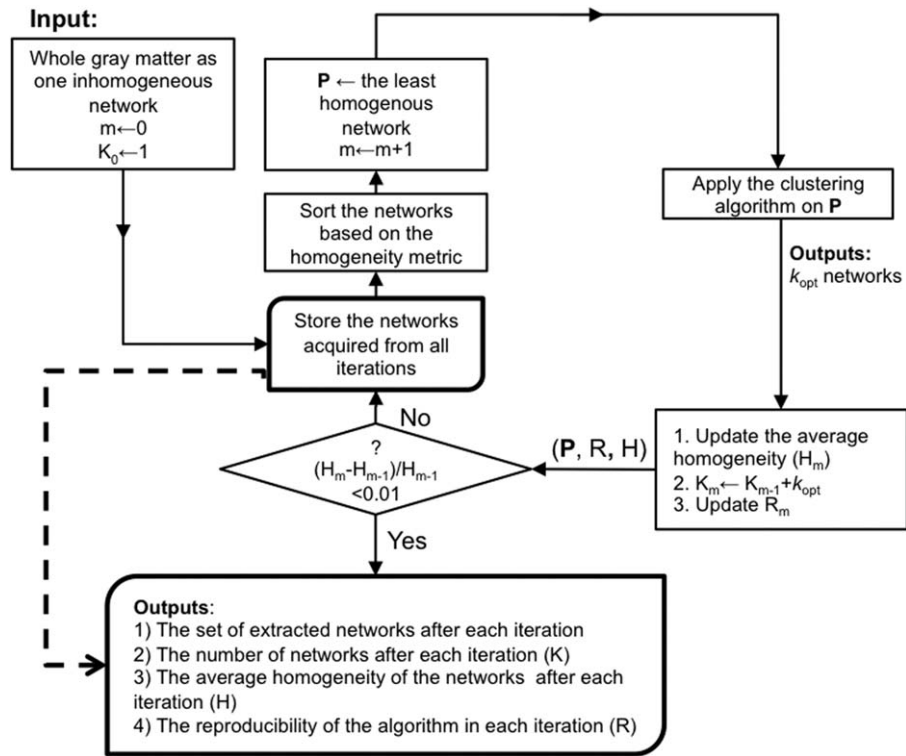 Input:
Whole gray matter as
one inhomogeneous
network
m←0
K₀←1
P ← the least
homogenous
network
m←m+1
Sort the networks
based on the
homogeneity metric
Store the networks
acquired from all
iterations
Apply the clustering
algorithm on P
Outputs:
kopt networks
1. Update the average
homogeneity (Hm)
2. Km← Km-1+kopt
3. Update Rm
(P, R, H)
No
?
(Hm-Hm-1)/Hm-1
<0.01
Yes
Outputs:
1) The set of extracted networks after each iteration
2) The number of networks after each iteration (K)
3) The average homogeneity of the networks after each
iteration (H)
4) The reproducibility of the algorithm in each iteration (R)